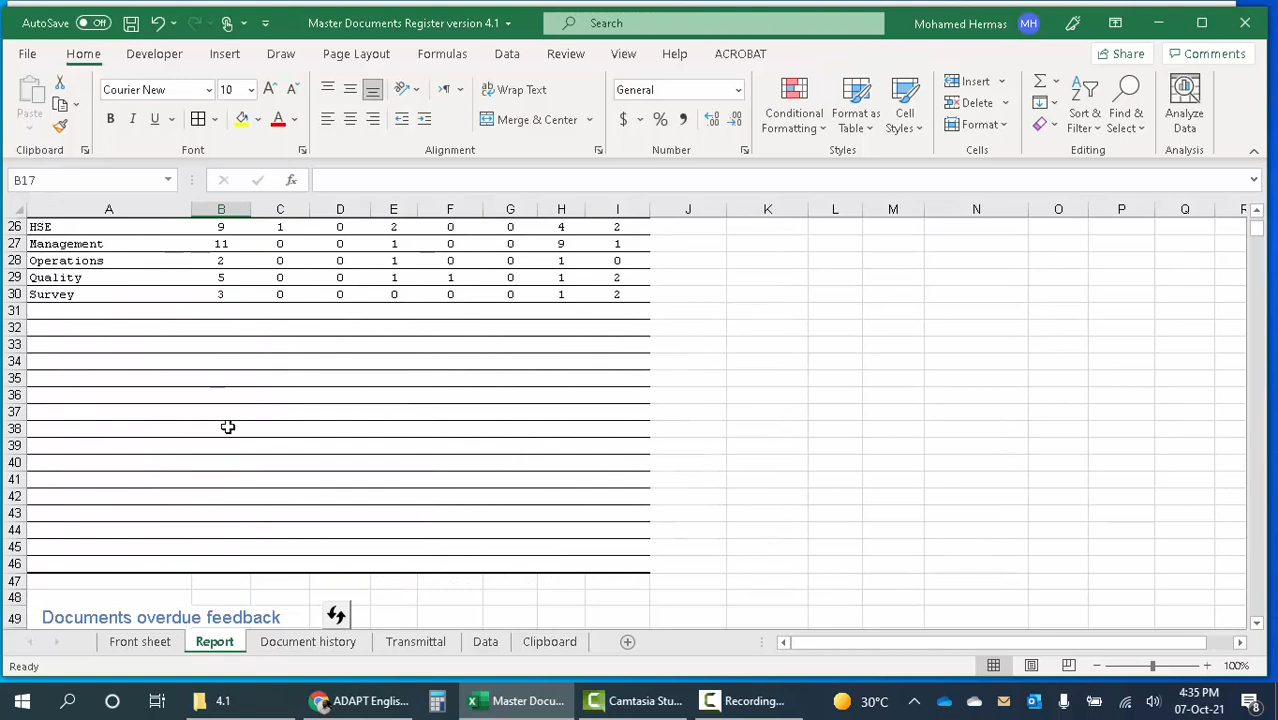 AutoSave Off Master Documents Register version 4.1 Search Mohamed Hermas MH
File Home Developer Insert Draw Page Layout Formulas Data Review View Help ACROBAT Share Comments
Paste Courier New 10 Wrap Text General Insert
Merge & Center Conditional Formatting Format as Table Cell Styles Delete Sort & Filter Find & Select Analyze Data
Format
Clipboard Font Alignment Number Styles Cells Editing Analysis
B17
A B C D E F G H I J K L M N O P Q R
26 HSE 9 1 0 2 0 0 4 2
27 Management 11 0 0 1 0 0 9 1
28 Operations 2 0 0 1 0 0 1 0
29 Quality 5 0 0 1 1 0 1 2
30 Survey 3 0 0 0 0 0 1 2
31
32
33
34
35
36
37
38
39
40
41
42
43
44
45
46
47
48
49 Documents overdue feedback
Front sheet Report Document history Transmittal Data Clipboard
Ready 100%
4.1 ADAPT Englis... Master Docu... Camtasia Stu... Recording... 30°C 4:35 PM
07-Oct-21 8